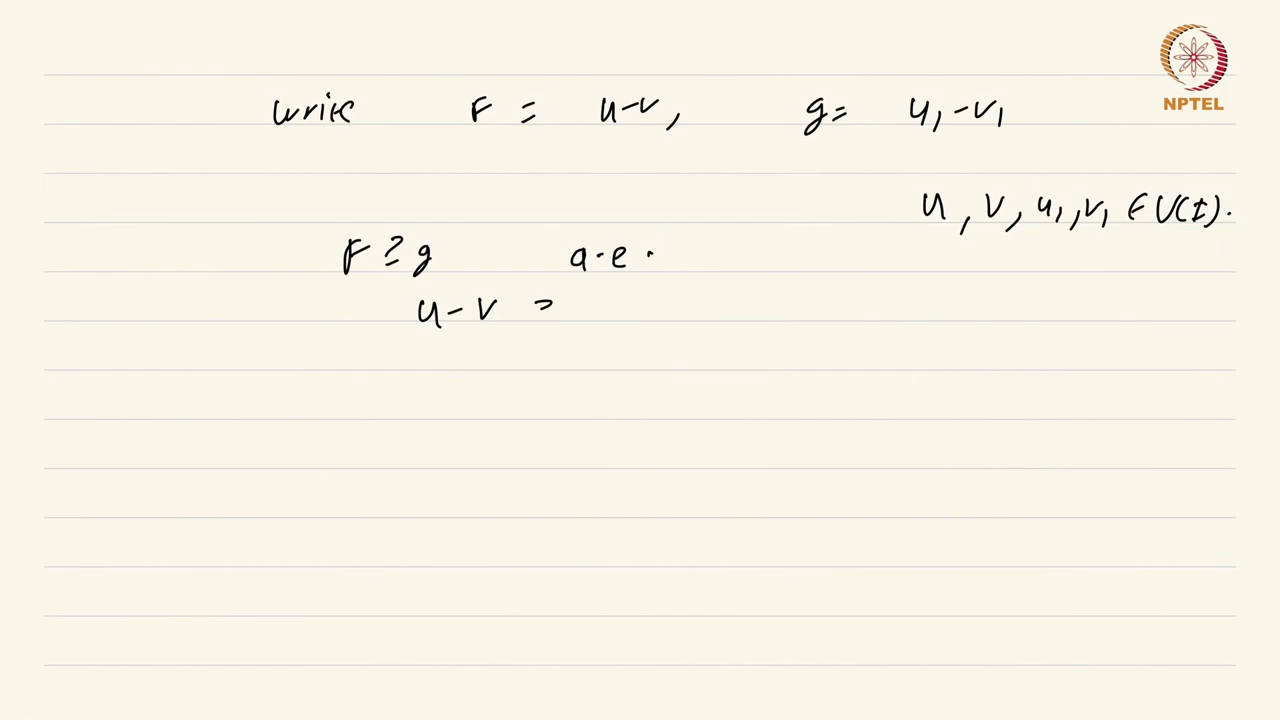 NPTEL
write F = u-v, g = u₁-v₁
u, v, u₁, v₁ ∈ U(I).
F ≥ g a.e.
u-v ≥